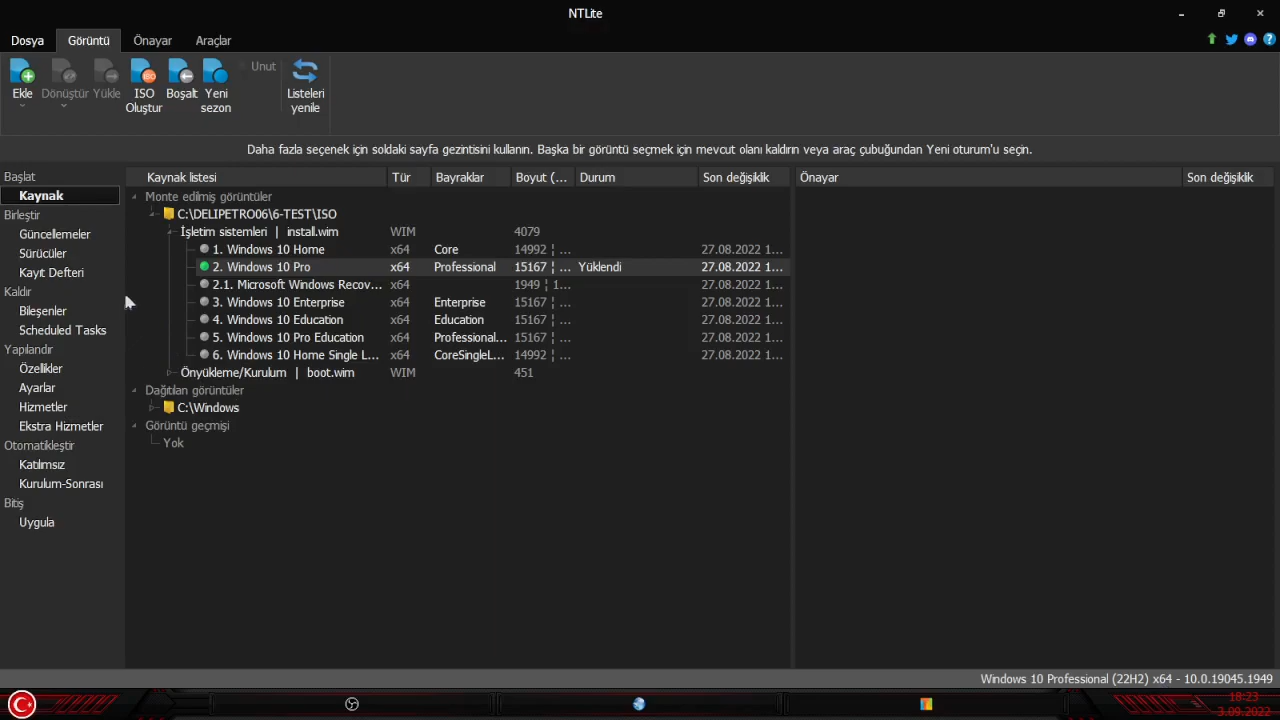 NTLite
Dosya Görüntü Önayar Araçlar
Ekle Dönüştür Yükle ISO Oluştur Boşalt Yeni sezon Unut Listeleri yenile
Daha fazla seçenek için soldaki sayfa gezintisini kullanın. Başka bir görüntü seçmek için mevcut olanı kaldırın veya araç çubuğundan Yeni oturum'u seçin.
Başlat
Kaynak
Birleştir
Güncellemeler
Sürücüler
Kayıt Defteri
Kaldır
Bileşenler
Scheduled Tasks
Yapılandır
Özellikler
Ayarlar
Hizmetler
Ekstra Hizmetler
Otomatikleştir
Katılımsız
Kurulum-Sonrası
Bitiş
Uygula
Kaynak listesi Tür Bayraklar Boyut (... Durum Son değişiklik
Monte edilmiş görüntüler
C:\DELIPETRO06\6-TEST\ISO
İşletim sistemleri | install.wim WIM 4079
1. Windows 10 Home x64 Core 14992 ¦ ... 27.08.2022 1...
2. Windows 10 Pro x64 Professional 15167 ¦ ... Yüklendi 27.08.2022 1...
2.1. Microsoft Windows Recov... x64 1949 ¦ 1... 27.08.2022 1...
3. Windows 10 Enterprise x64 Enterprise 15167 ¦ ... 27.08.2022 1...
4. Windows 10 Education x64 Education 15167 ¦ ... 27.08.2022 1...
5. Windows 10 Pro Education x64 Professional... 15167 ¦ ... 27.08.2022 1...
6. Windows 10 Home Single L... x64 CoreSingleL... 14992 ¦ ... 27.08.2022 1...
Önyükleme/Kurulum | boot.wim WIM 451
Dağıtılan görüntüler
C:\Windows
Görüntü geçmişi
Yok
Önayar Son değişiklik
Windows 10 Professional (22H2) x64 - 10.0.19045.1949
18:23
3.09.2022